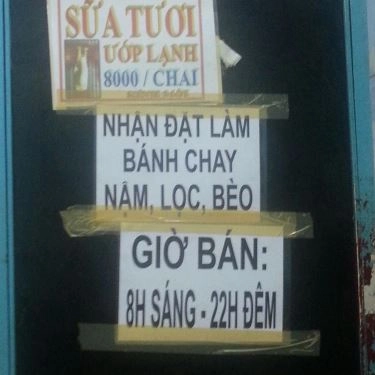 SỮA TƯƠI
ƯỚP LẠNH
8000 / CHAI
NHẬN ĐẶT LÀM
BÁNH CHAY
NẬM, LỌC, BÈO
GIỜ BÁN:
8H SÁNG - 22H ĐÊM